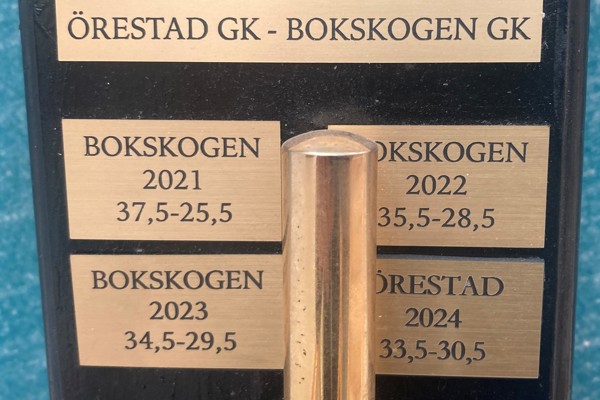 ÖRESTAD GK - BOKSKOGEN GK
BOKSKOGEN
2021
37,5-25,5
BOKSKOGEN
2022
35,5-28,5
BOKSKOGEN
2023
34,5-29,5
ÖRESTAD
2024
33,5-30,5